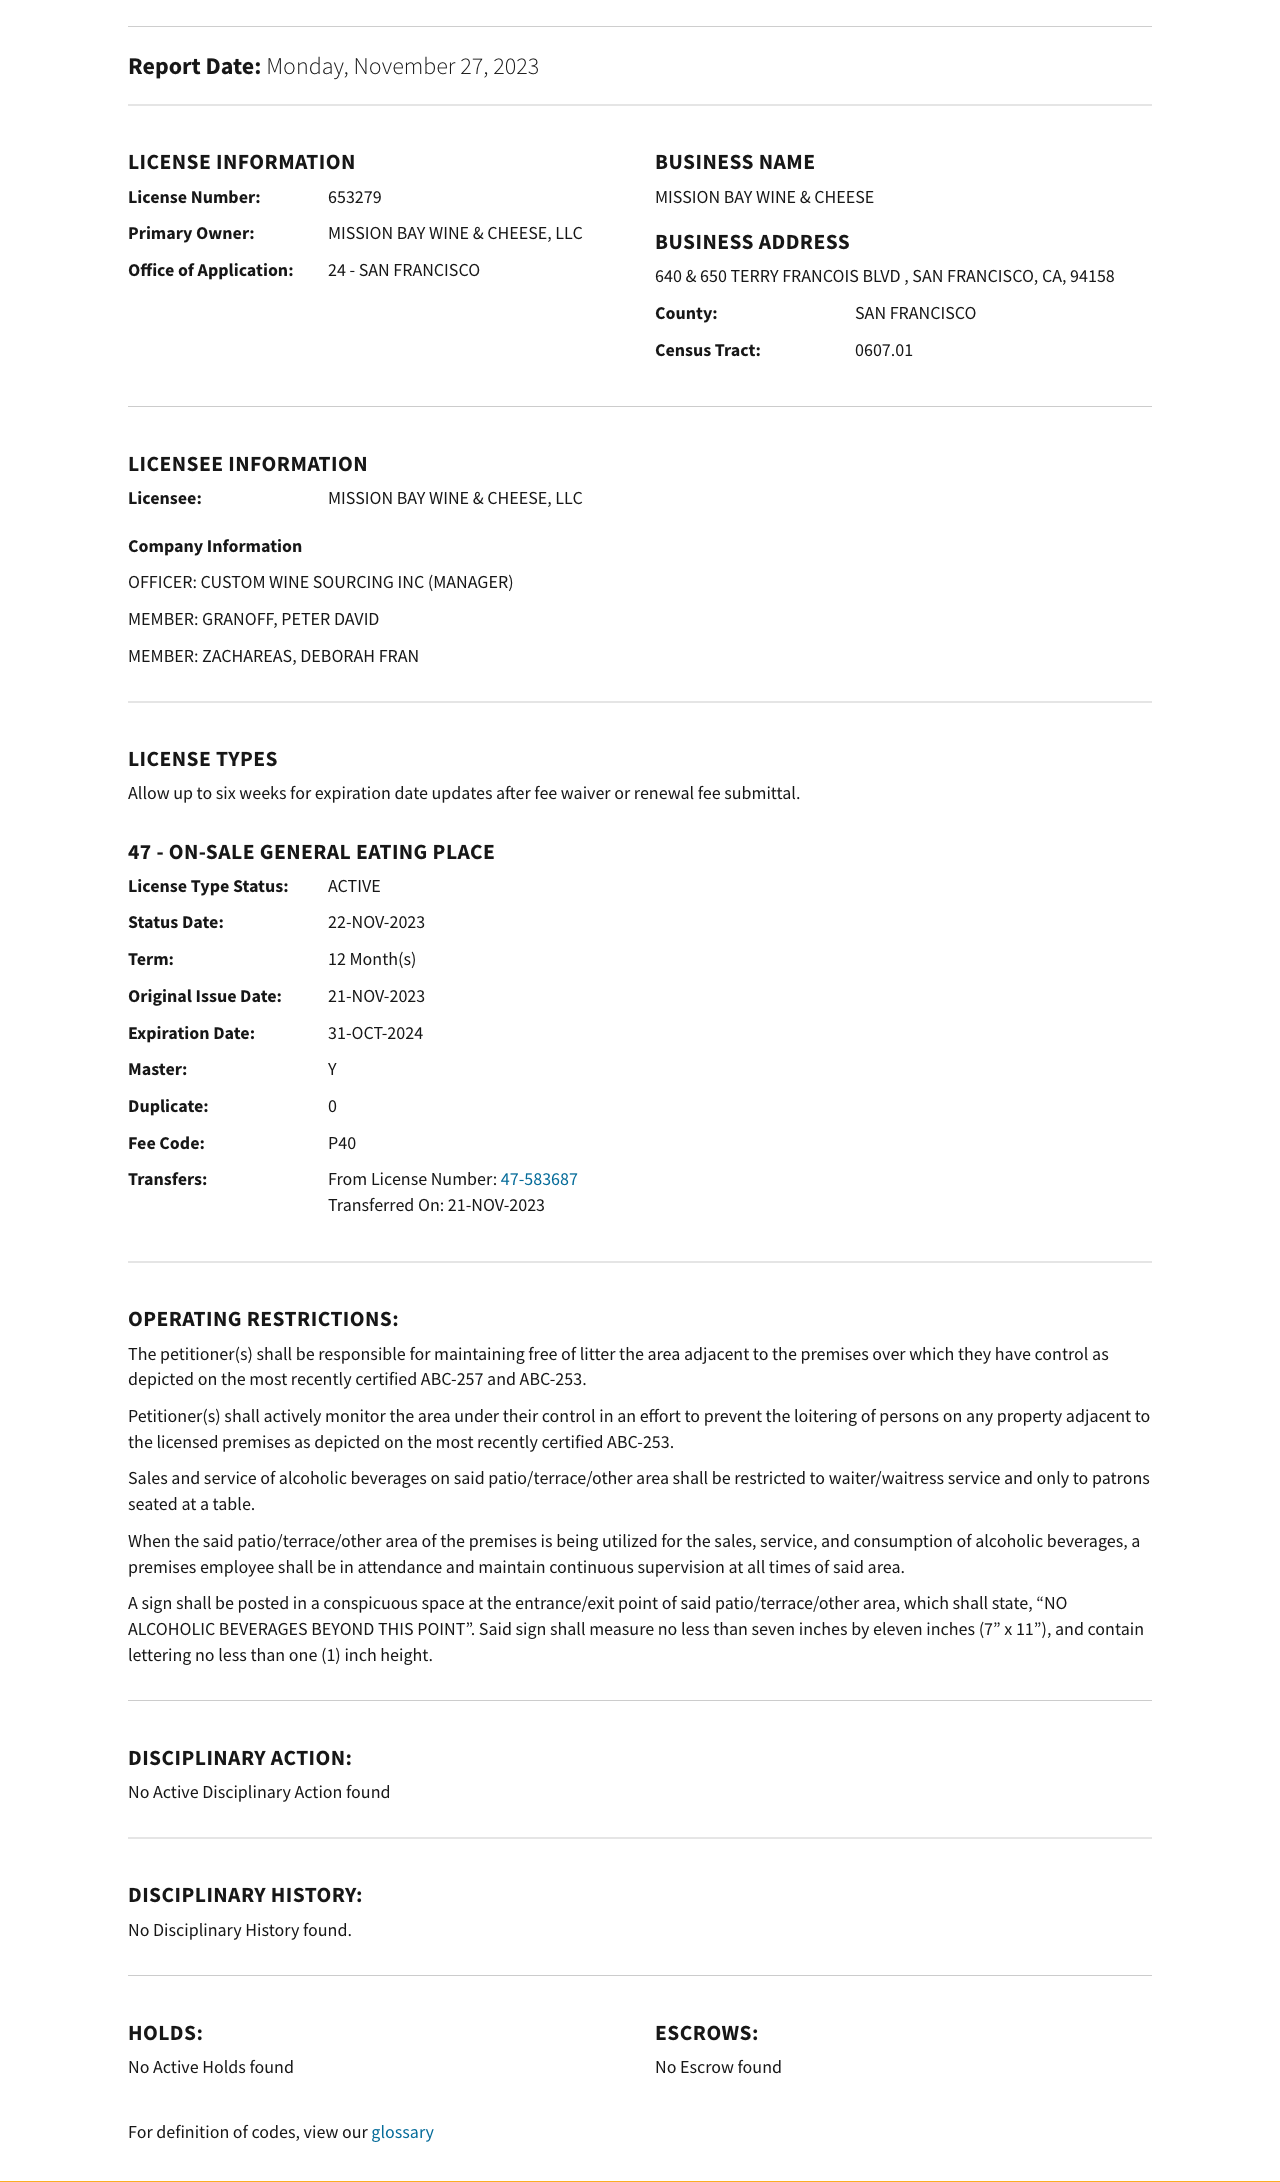 Report Date: Monday, November 27, 2023
LICENSE INFORMATION
License Number: 653279
Primary Owner: MISSION BAY WINE & CHEESE, LLC
Office of Application: 24 - SAN FRANCISCO
BUSINESS NAME
MISSION BAY WINE & CHEESE
BUSINESS ADDRESS
640 & 650 TERRY FRANCOIS BLVD , SAN FRANCISCO, CA, 94158
County: SAN FRANCISCO
Census Tract: 0607.01
LICENSEE INFORMATION
Licensee: MISSION BAY WINE & CHEESE, LLC
Company Information
OFFICER: CUSTOM WINE SOURCING INC (MANAGER)
MEMBER: GRANOFF, PETER DAVID
MEMBER: ZACHAREAS, DEBORAH FRAN
LICENSE TYPES
Allow up to six weeks for expiration date updates after fee waiver or renewal fee submittal.
47 - ON-SALE GENERAL EATING PLACE
License Type Status: ACTIVE
Status Date: 22-NOV-2023
Term: 12 Month(s)
Original Issue Date: 21-NOV-2023
Expiration Date: 31-OCT-2024
Master: Y
Duplicate: 0
Fee Code: P40
Transfers: From License Number: 47-583687
Transferred On: 21-NOV-2023
OPERATING RESTRICTIONS:
The petitioner(s) shall be responsible for maintaining free of litter the area adjacent to the premises over which they have control as
depicted on the most recently certified ABC-257 and ABC-253.
Petitioner(s) shall actively monitor the area under their control in an effort to prevent the loitering of persons on any property adjacent to
the licensed premises as depicted on the most recently certified ABC-253.
Sales and service of alcoholic beverages on said patio/terrace/other area shall be restricted to waiter/waitress service and only to patrons
seated at a table.
When the said patio/terrace/other area of the premises is being utilized for the sales, service, and consumption of alcoholic beverages, a
premises employee shall be in attendance and maintain continuous supervision at all times of said area.
A sign shall be posted in a conspicuous space at the entrance/exit point of said patio/terrace/other area, which shall state, “NO
ALCOHOLIC BEVERAGES BEYOND THIS POINT”. Said sign shall measure no less than seven inches by eleven inches (7” x 11”), and contain
lettering no less than one (1) inch height.
DISCIPLINARY ACTION:
No Active Disciplinary Action found
DISCIPLINARY HISTORY:
No Disciplinary History found.
HOLDS:
No Active Holds found
ESCROWS:
No Escrow found
For definition of codes, view our glossary